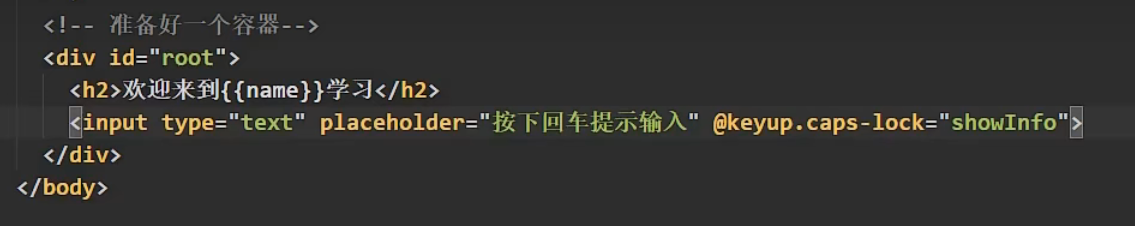 <!-- 准备好一个容器-->
<div id="root">
<h2>欢迎来到{{name}}学习</h2>
<input type="text" placeholder="按下回车提示输入" @keyup.caps-lock="showInfo">
</div>
</body>